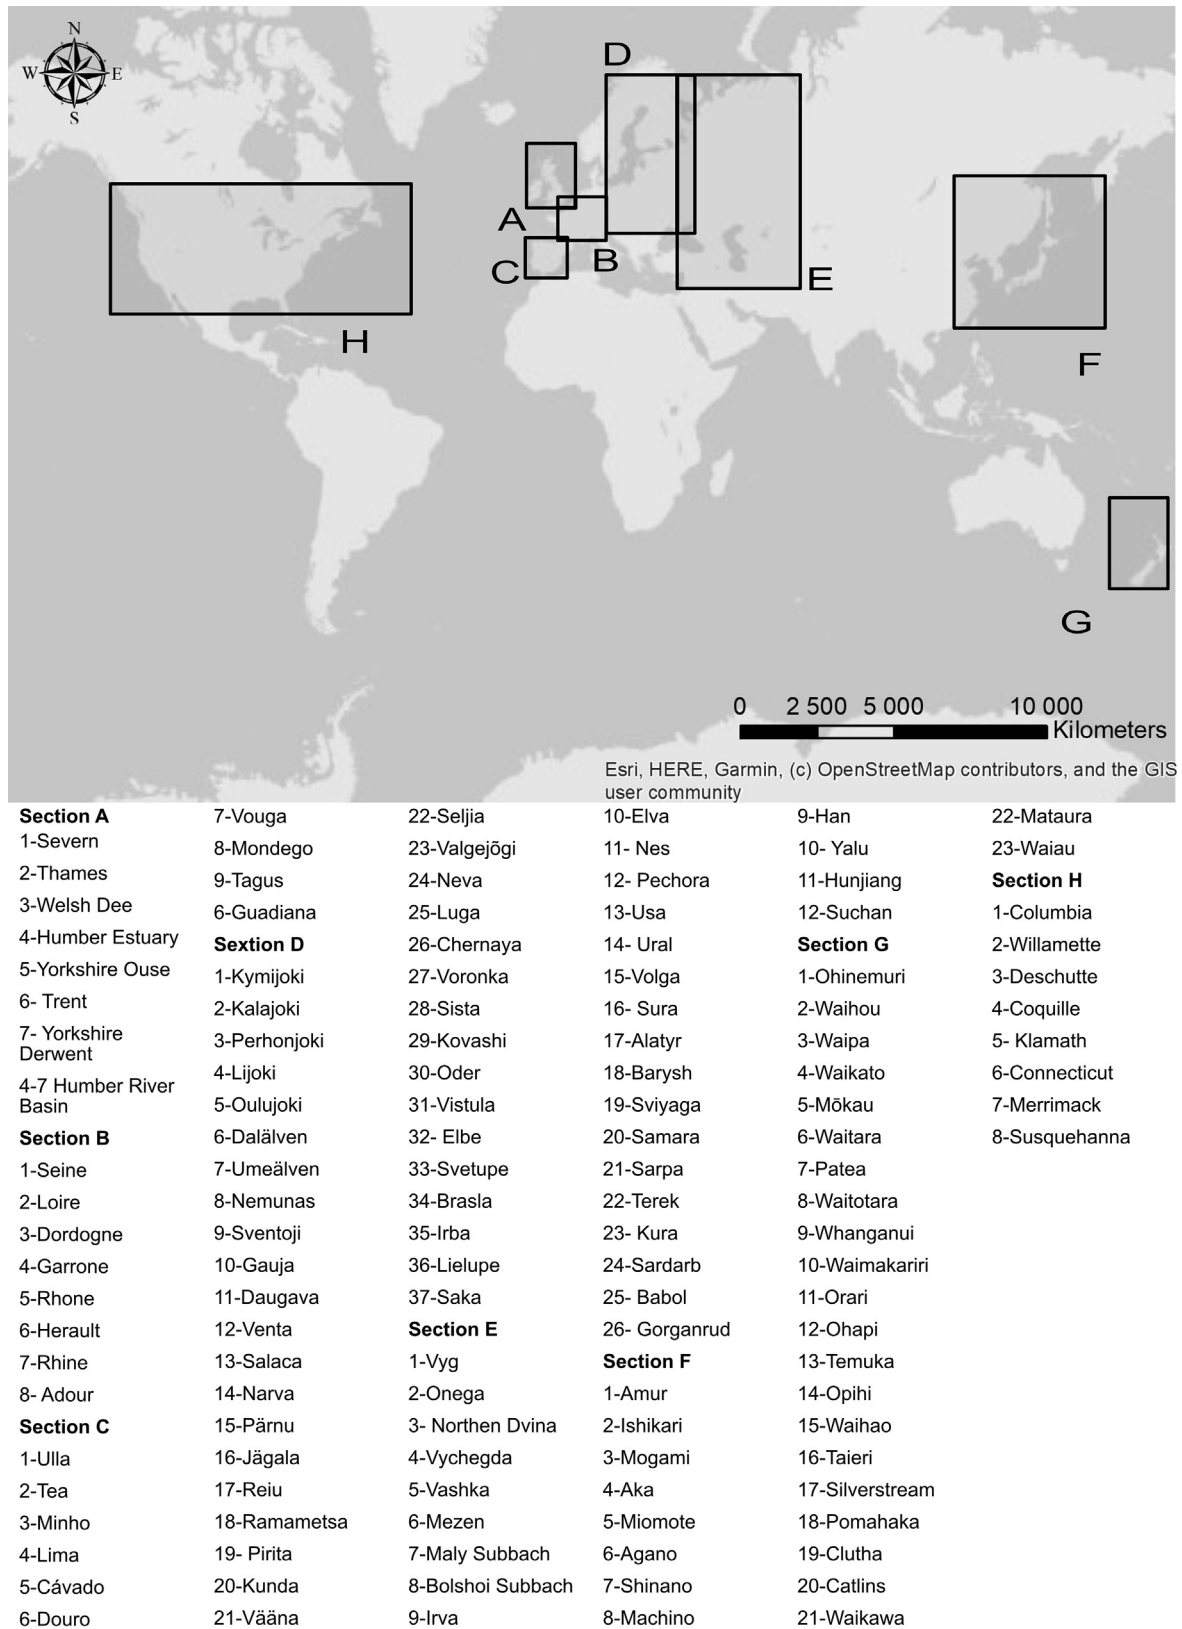 N
W
E
S
D
A
B
C
E
H
F
G
0 2 500 5 000 10 000
Kilometers
Esri, HERE, Garmin, (c) OpenStreetMap contributors, and the GIS
user community
Section A
1-Severn
2-Thames
3-Welsh Dee
4-Humber Estuary
5-Yorkshire Ouse
6- Trent
7- Yorkshire
Derwent
4-7 Humber River
Basin
Section B
1-Seine
2-Loire
3-Dordogne
4-Garrone
5-Rhone
6-Herault
7-Rhine
8- Adour
Section C
1-Ulla
2-Tea
3-Minho
4-Lima
5-Cávado
6-Douro
7-Vouga
8-Mondego
9-Tagus
6-Guadiana
Sextion D
1-Kymijoki
2-Kalajoki
3-Perhonjoki
4-Lijoki
5-Oulujoki
6-Dalälven
7-Umeälven
8-Nemunas
9-Sventoji
10-Gauja
11-Daugava
12-Venta
13-Salaca
14-Narva
15-Pärnu
16-Jägala
17-Reiu
18-Ramametsa
19- Pirita
20-Kunda
21-Vääna
22-Seljia
23-Valgejõgi
24-Neva
25-Luga
26-Chernaya
27-Voronka
28-Sista
29-Kovashi
30-Oder
31-Vistula
32- Elbe
33-Svetupe
34-Brasla
35-Irba
36-Lielupe
37-Saka
Section E
1-Vyg
2-Onega
3- Northen Dvina
4-Vychegda
5-Vashka
6-Mezen
7-Maly Subbach
8-Bolshoi Subbach
9-Irva
10-Elva
11- Nes
12- Pechora
13-Usa
14- Ural
15-Volga
16- Sura
17-Alatyr
18-Barysh
19-Sviyaga
20-Samara
21-Sarpa
22-Terek
23- Kura
24-Sardarb
25- Babol
26- Gorganrud
Section F
1-Amur
2-Ishikari
3-Mogami
4-Aka
5-Miomote
6-Agano
7-Shinano
8-Machino
9-Han
10- Yalu
11-Hunjiang
12-Suchan
Section G
1-Ohinemuri
2-Waihou
3-Waipa
4-Waikato
5-Mōkau
6-Waitara
7-Patea
8-Waitotara
9-Whanganui
10-Waimakariri
11-Orari
12-Ohapi
13-Temuka
14-Opihi
15-Waihao
16-Taieri
17-Silverstream
18-Pomahaka
19-Clutha
20-Catlins
21-Waikawa
22-Mataura
23-Waiau
Section H
1-Columbia
2-Willamette
3-Deschutte
4-Coquille
5- Klamath
6-Connecticut
7-Merrimack
8-Susquehanna